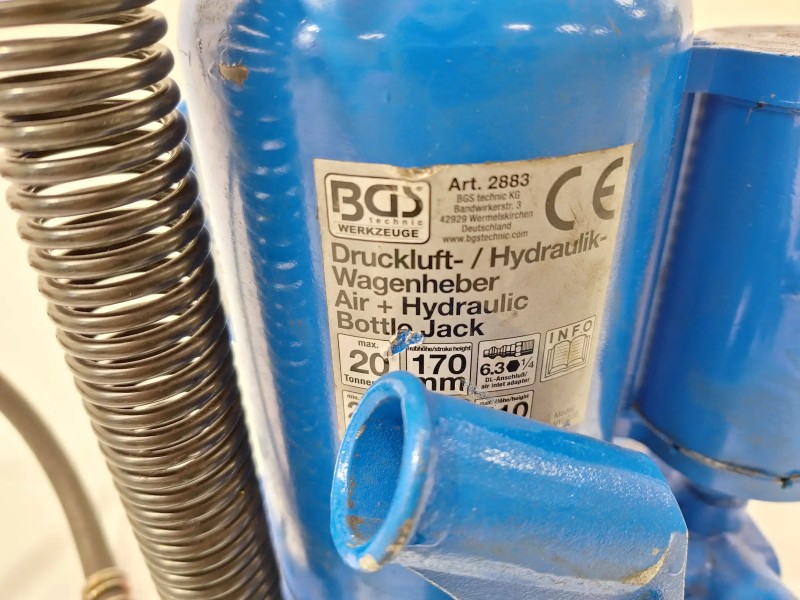 BGS
technic
WERKZEUGE
Art. 2883
BGS technic KG
Bandwirkerstr. 3
42929 Wermelskirchen
Deutschland
www.bgstechnic.com
CE
Druckluft- / Hydraulik-
Wagenheber
Air + Hydraulic
Bottle Jack
max.
20
170
mm
6.3 1/4
DL-Anschluß/
air inlet adapter
INFO